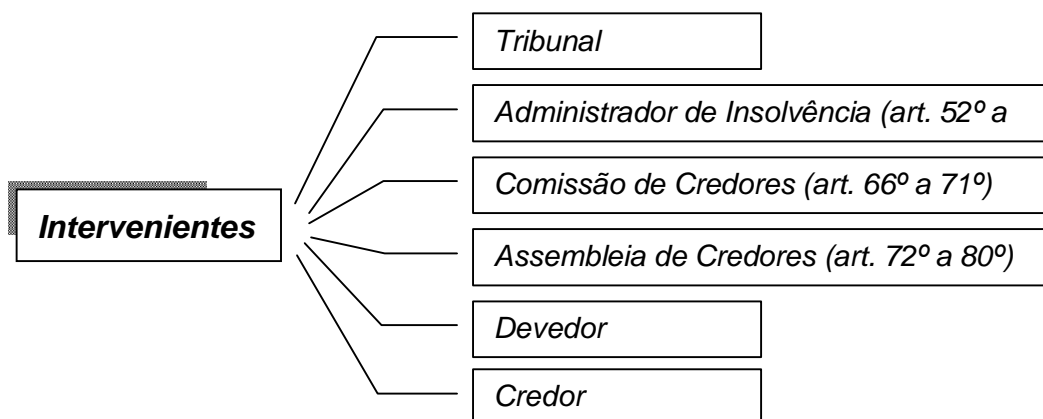 Tribunal
Administrador de Insolvência (art. 52º a
Comissão de Credores (art. 66º a 71º)
Intervenientes
Assembleia de Credores (art. 72º a 80º)
Devedor
Credor